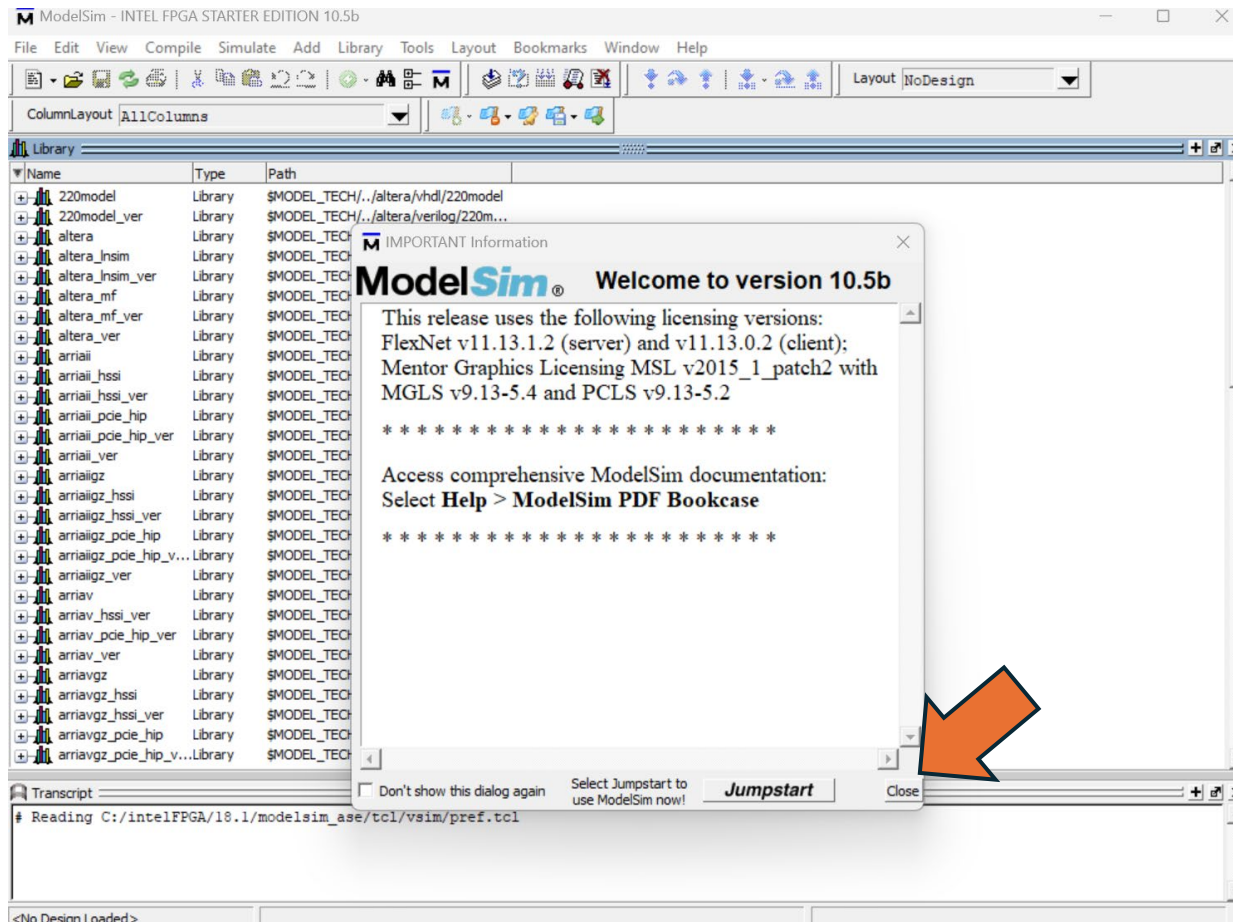 ModelSim - INTEL FPGA STARTER EDITION 10.5b
File Edit View Compile Simulate Add Library Tools Layout Bookmarks Window Help
Layout NoDesign
ColumnLayout AllColumns
Library
Name Type Path
220model Library $MODEL_TECH/../altera/vhdl/220model
220model_ver Library $MODEL_TECH/../altera/verilog/220m...
altera Library $MODEL_TECH
altera_lnsim Library $MODEL_TECH
altera_lnsim_ver Library $MODEL_TECH
altera_mf Library $MODEL_TECH
altera_mf_ver Library $MODEL_TECH
altera_ver Library $MODEL_TECH
arriaii Library $MODEL_TECH
arriaii_hssi Library $MODEL_TECH
arriaii_hssi_ver Library $MODEL_TECH
arriaii_pcie_hip Library $MODEL_TECH
arriaii_pcie_hip_ver Library $MODEL_TECH
arriaii_ver Library $MODEL_TECH
arriaiigz Library $MODEL_TECH
arriaiigz_hssi Library $MODEL_TECH
arriaiigz_hssi_ver Library $MODEL_TECH
arriaiigz_pcie_hip Library $MODEL_TECH
arriaiigz_pcie_hip_v... Library $MODEL_TECH
arriaiigz_ver Library $MODEL_TECH
arriav Library $MODEL_TECH
arriav_hssi_ver Library $MODEL_TECH
arriav_pcie_hip_ver Library $MODEL_TECH
arriav_ver Library $MODEL_TECH
arriavgz Library $MODEL_TECH
arriavgz_hssi Library $MODEL_TECH
arriavgz_hssi_ver Library $MODEL_TECH
arriavgz_pcie_hip Library $MODEL_TECH
arriavgz_pcie_hip_v... Library $MODEL_TECH
IMPORTANT Information
ModelSim® Welcome to version 10.5b
This release uses the following licensing versions:
FlexNet v11.13.1.2 (server) and v11.13.0.2 (client);
Mentor Graphics Licensing MSL v2015_1_patch2 with
MGLS v9.13-5.4 and PCLS v9.13-5.2
* * * * * * * * * * * * * * * * * * * * * * *
Access comprehensive ModelSim documentation:
Select Help > ModelSim PDF Bookcase
* * * * * * * * * * * * * * * * * * * * * * *
Don't show this dialog again
Select Jumpstart to
use ModelSim now!
Jumpstart
Close
Transcript
# Reading C:/intelFPGA/18.1/modelsim_ase/tcl/vsim/pref.tcl
<No Design Loaded>